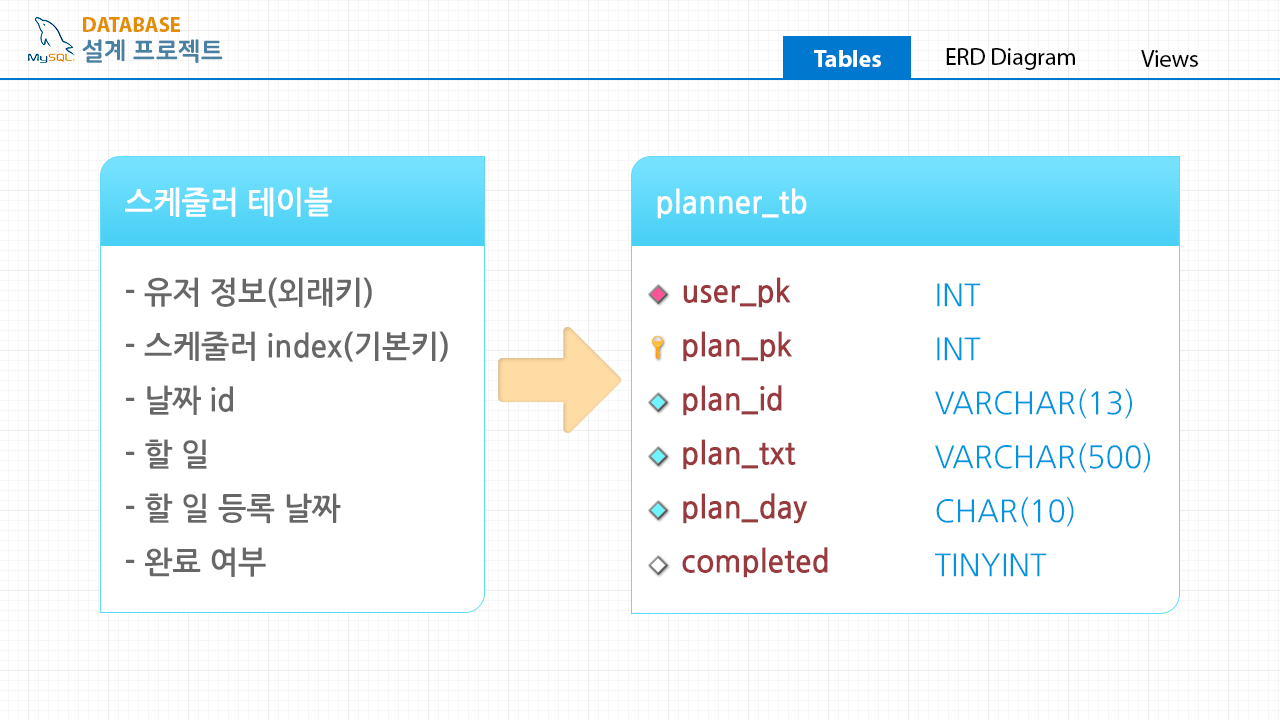 MySQL
DATABASE
설계 프로젝트
Tables
ERD Diagram
Views
스케줄러 테이블
- 유저 정보(외래키)
- 스케줄러 index(기본키)
- 날짜 id
- 할 일
- 할 일 등록 날짜
- 완료 여부
planner_tb
user_pk INT
plan_pk INT
plan_id VARCHAR(13)
plan_txt VARCHAR(500)
plan_day CHAR(10)
completed TINYINT